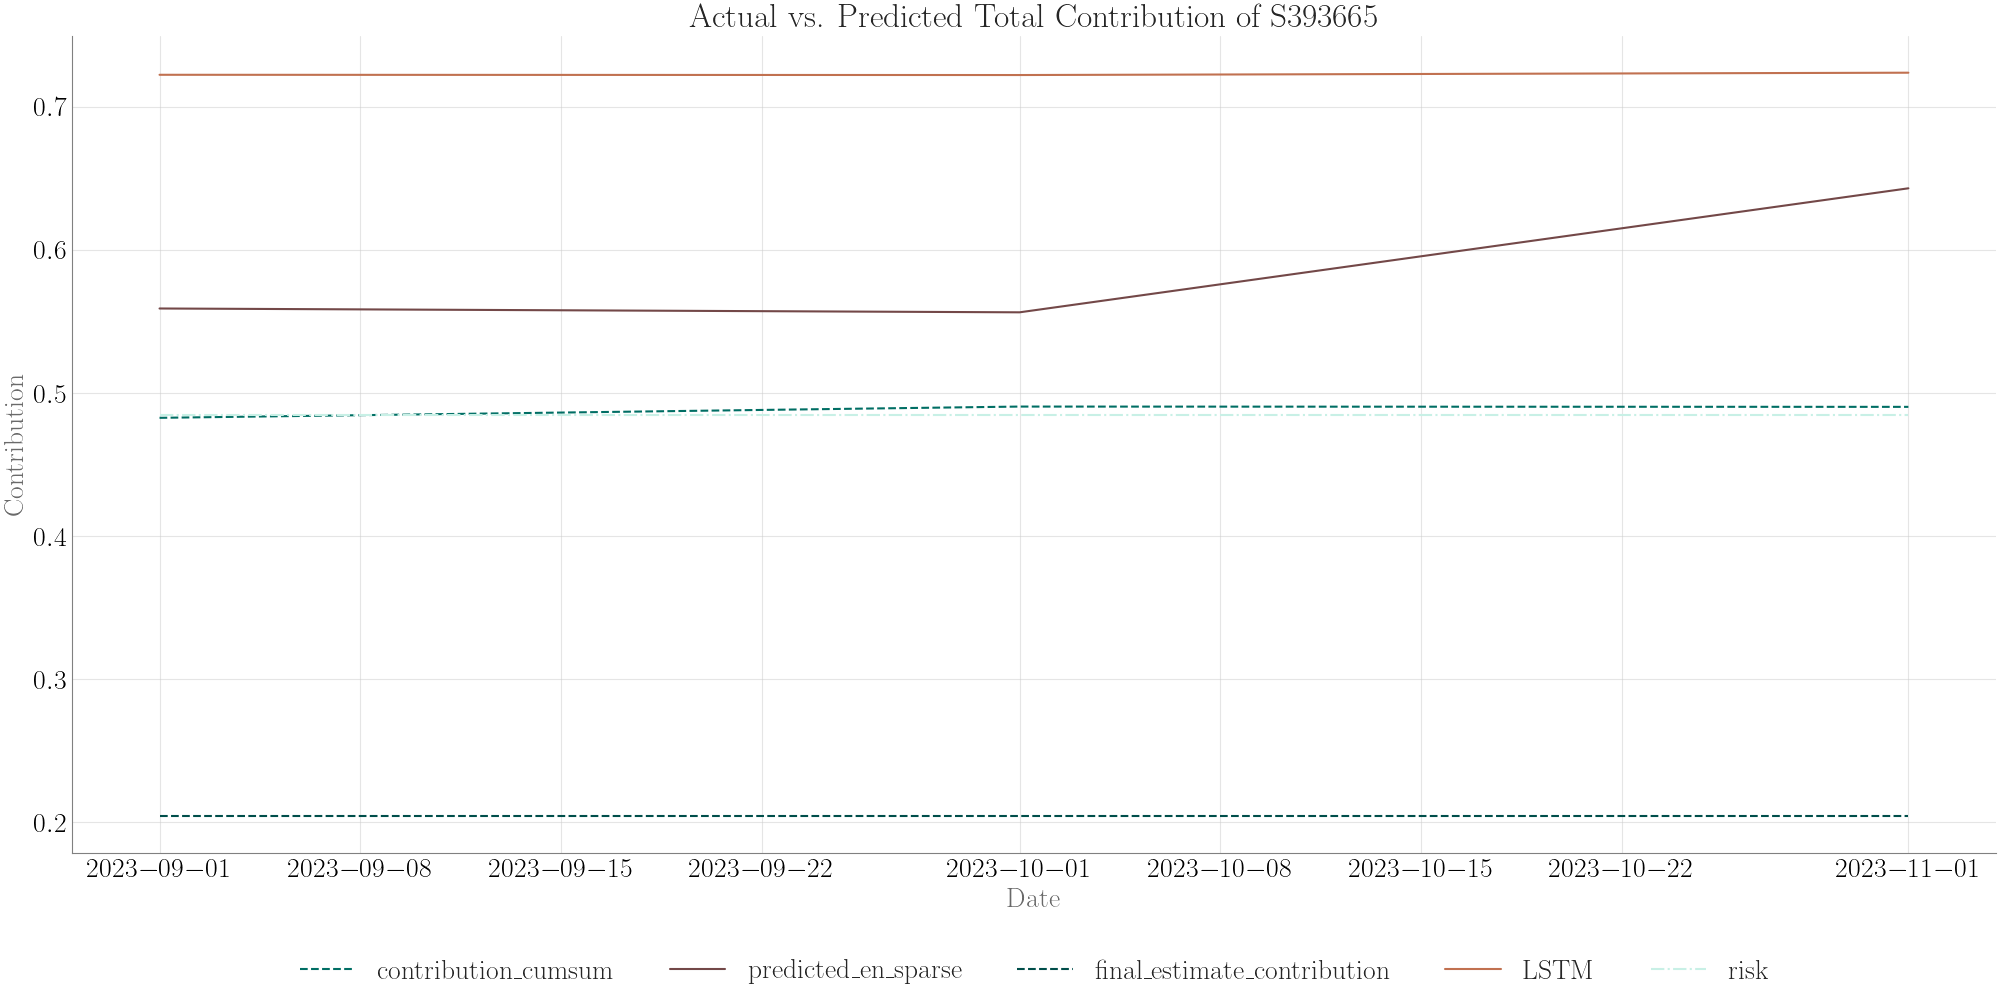 Actual vs. Predicted Total Contribution of S393665
0.7
0.6
0.5
0.4
0.3
0.2
Contribution
2023−09−01 2023−09−08 2023−09−15 2023−09−22 2023−10−01 2023−10−08 2023−10−15 2023−10−22 2023−11−01
Date
contribution_cumsum predicted_en_sparse final_estimate_contribution LSTM risk